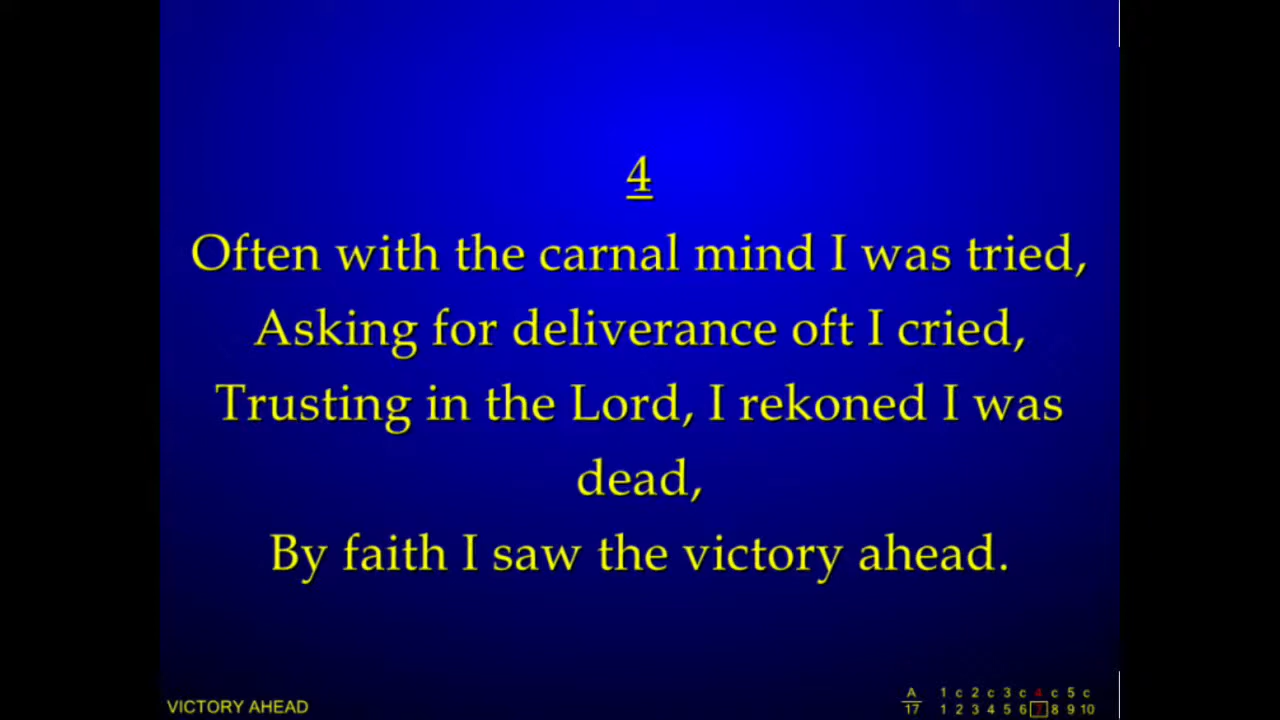 4
Often with the carnal mind I was tried,
Asking for deliverance oft I cried,
Trusting in the Lord, I rekoned I was
dead,
By faith I saw the victory ahead.
VICTORY AHEAD
A 1 c 2 c 3 c 4 c 5 c
17 1 2 3 4 5 6 7 8 9 10